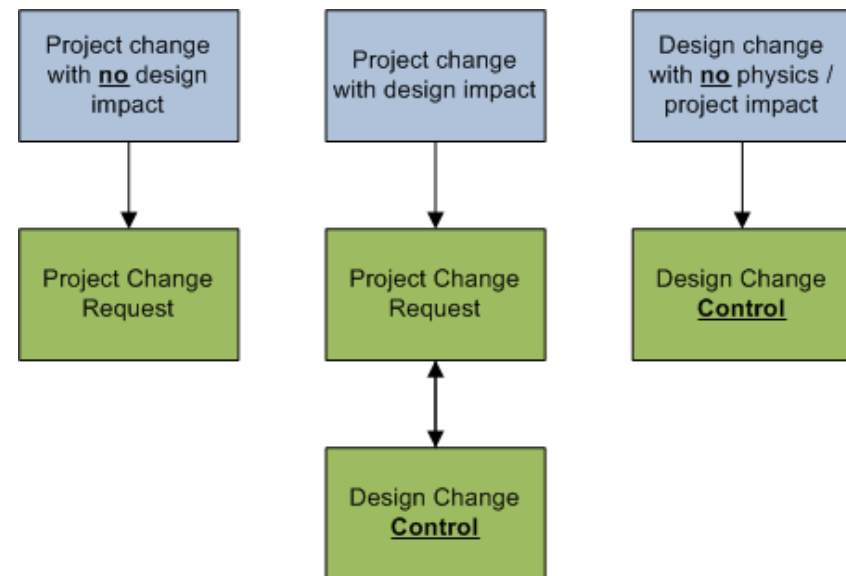 Project change
with no design
impact
Project change
with design impact
Design change
with no physics /
project impact
Project Change
Request
Project Change
Request
Design Change
Control
Design Change
Control